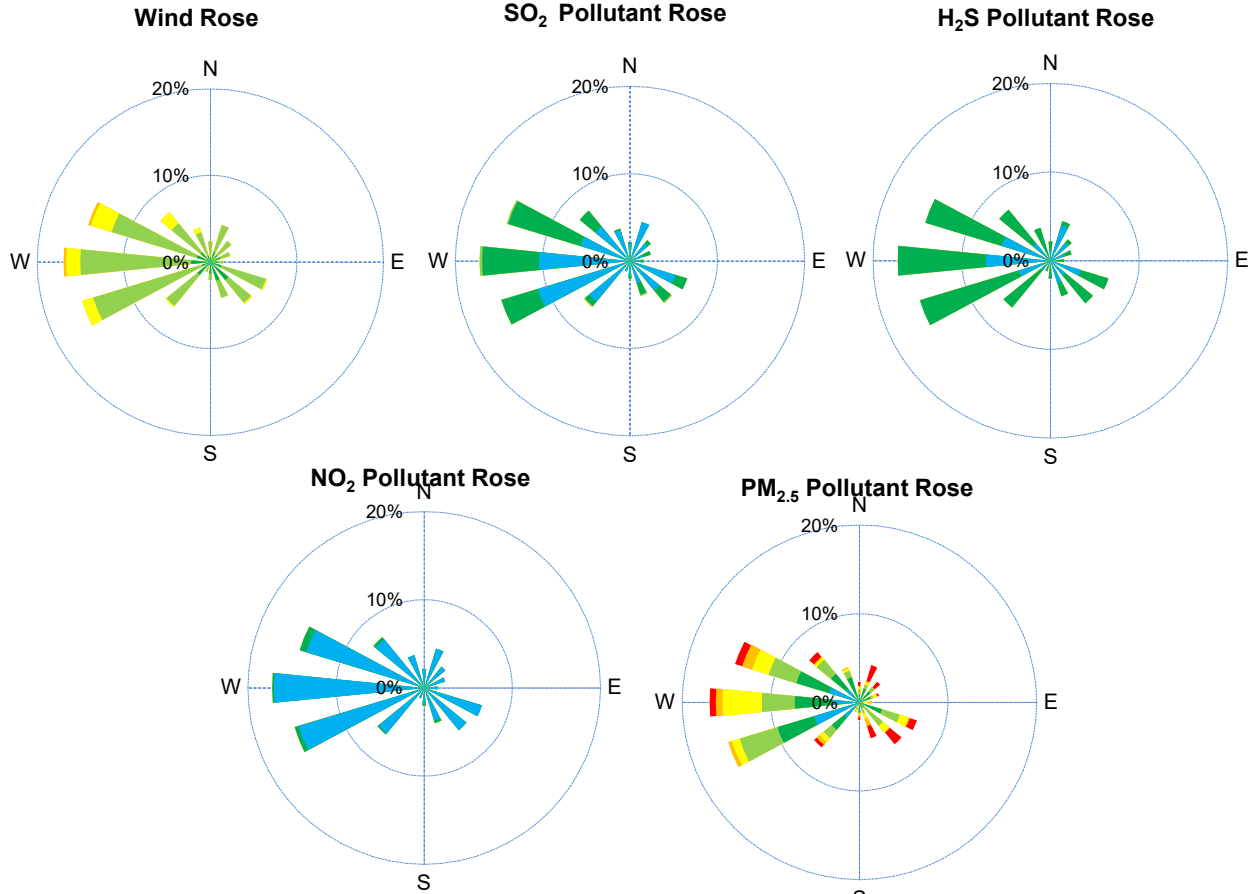 Wind Rose
N
20%
10%
W 0% E
S
SO₂ Pollutant Rose
N
20%
10%
W 0% E
S
H₂S Pollutant Rose
N
20%
10%
W 0% E
S
NO₂ Pollutant Rose
N
20%
10%
W 0% E
S
PM₂.₅ Pollutant Rose
N
20%
10%
W 0% E
S